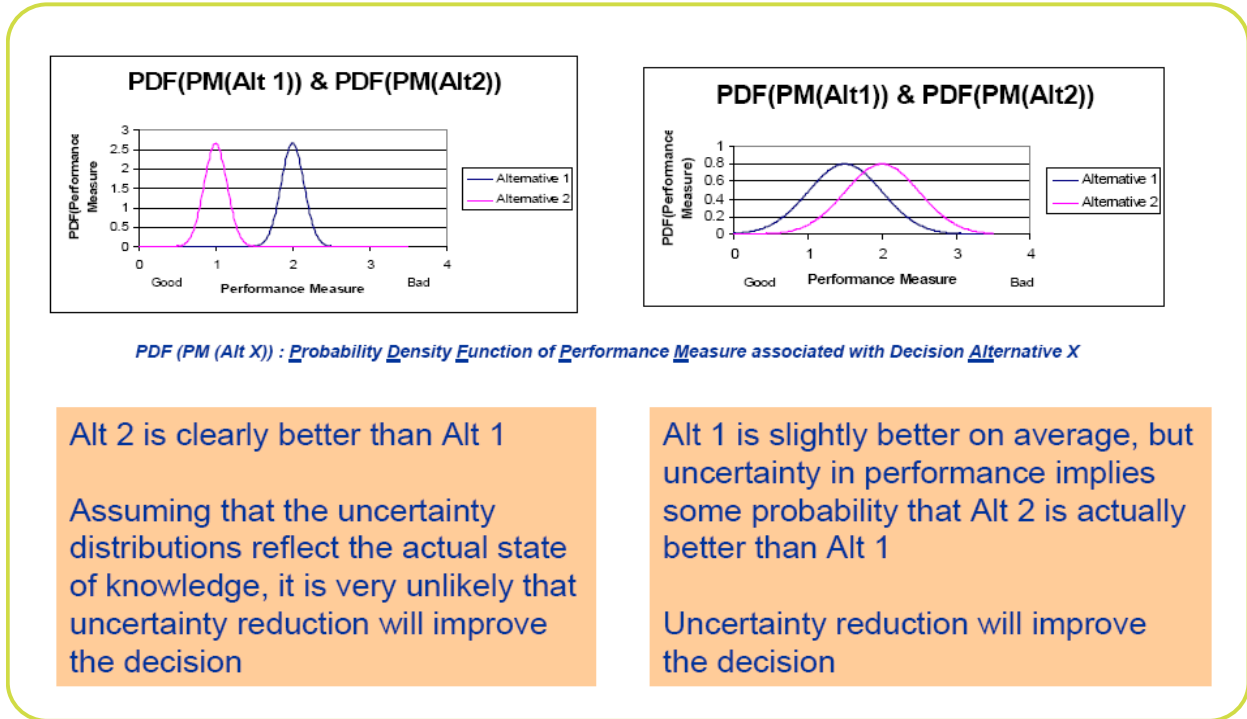 PDF(PM(Alt 1)) & PDF(PM(Alt2))
PDF(Performance
Measure
3
2.5
2
1.5
1
0.5
0
0 1 2 3 4
Good Performance Measure Bad
Alternative 1
Alternative 2
PDF(PM(Alt1)) & PDF(PM(Alt2))
PDF(Performance
Measure)
1
0.8
0.6
0.4
0.2
0
0 1 2 3 4
Good Performance Measure Bad
Alternative 1
Alternative 2
PDF (PM (Alt X)) : Probability Density Function of Performance Measure associated with Decision Alternative X
Alt 2 is clearly better than Alt 1
Assuming that the uncertainty
distributions reflect the actual state
of knowledge, it is very unlikely that
uncertainty reduction will improve
the decision
Alt 1 is slightly better on average, but
uncertainty in performance implies
some probability that Alt 2 is actually
better than Alt 1
Uncertainty reduction will improve
the decision